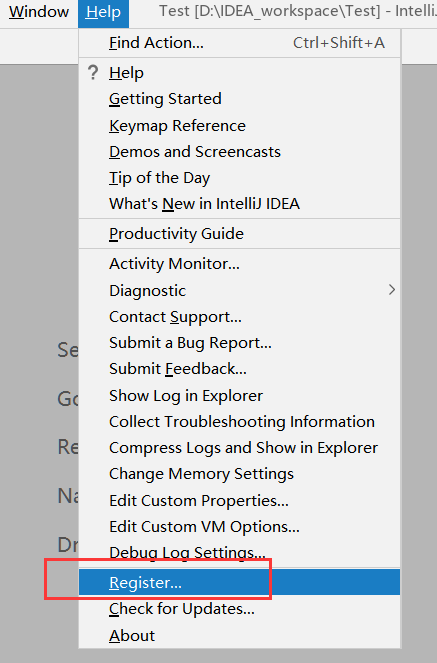 Window Help Test [D:\IDEA_workspace\Test] - IntelliJ
Find Action... Ctrl+Shift+A
? Help
Getting Started
Keymap Reference
Demos and Screencasts
Tip of the Day
What's New in IntelliJ IDEA
Productivity Guide
Activity Monitor...
Diagnostic
Contact Support...
Submit a Bug Report...
Se
Submit Feedback...
Show Log in Explorer
Go
Collect Troubleshooting Information
Re
Compress Logs and Show in Explorer
Change Memory Settings
Na
Edit Custom Properties...
Edit Custom VM Options...
Dr
Debug Log Settings...
Register...
Check for Updates...
About